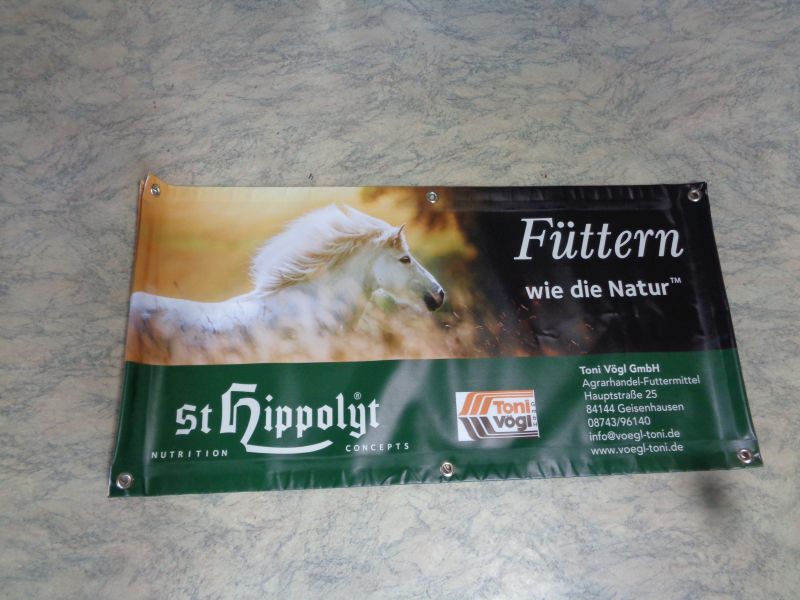 Füttern
wie die Natur™
st Hippolyt®
NUTRITION CONCEPTS
Toni
Vögl
GmbH
Toni Vögl GmbH
Agrarhandel-Futtermittel
Hauptstraße 25
84144 Geisenhausen
08743/96140
info@voegl-toni.de
www.voegl-toni.de